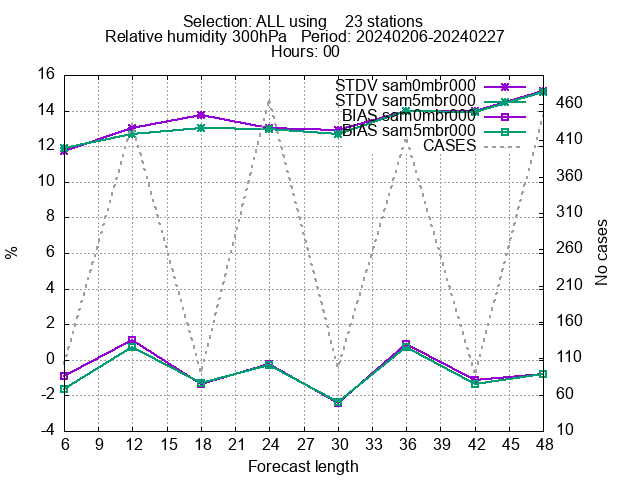 Selection: ALL using    23 stations
Relative humidity 300hPa   Period: 20240206-20240227
Hours: 00
STDV sam0mbr000
STDV sam5mbr000
BIAS sam0mbr000
BIAS sam5mbr000
CASES
16
14
12
10
8
6
4
2
0
-2
-4
%
460
410
360
310
260
210
160
110
60
10
No cases
6 9 12 15 18 21 24 27 30 33 36 39 42 45 48
Forecast length